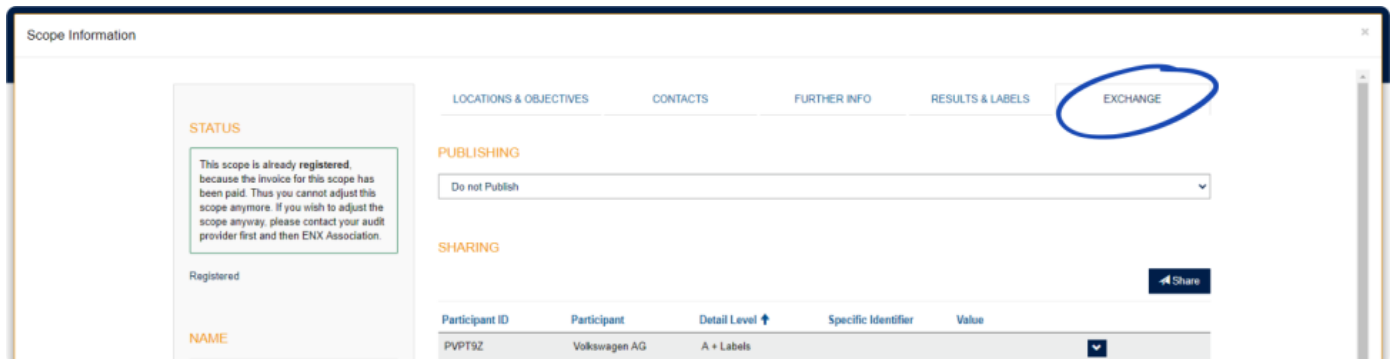 Scope Information
×
LOCATIONS & OBJECTIVES
CONTACTS
FURTHER INFO
RESULTS & LABELS
EXCHANGE
STATUS
This scope is already registered,
because the invoice for this scope has
been paid. Thus you cannot adjust this
scope anymore. If you wish to adjust the
scope anyway, please contact your audit
provider first and then ENX Association.
Registered
NAME
PUBLISHING
Do not Publish
SHARING
Share
Participant ID Participant Detail Level Specific Identifier Value
PVPT9Z Volkswagen AG A + Labels